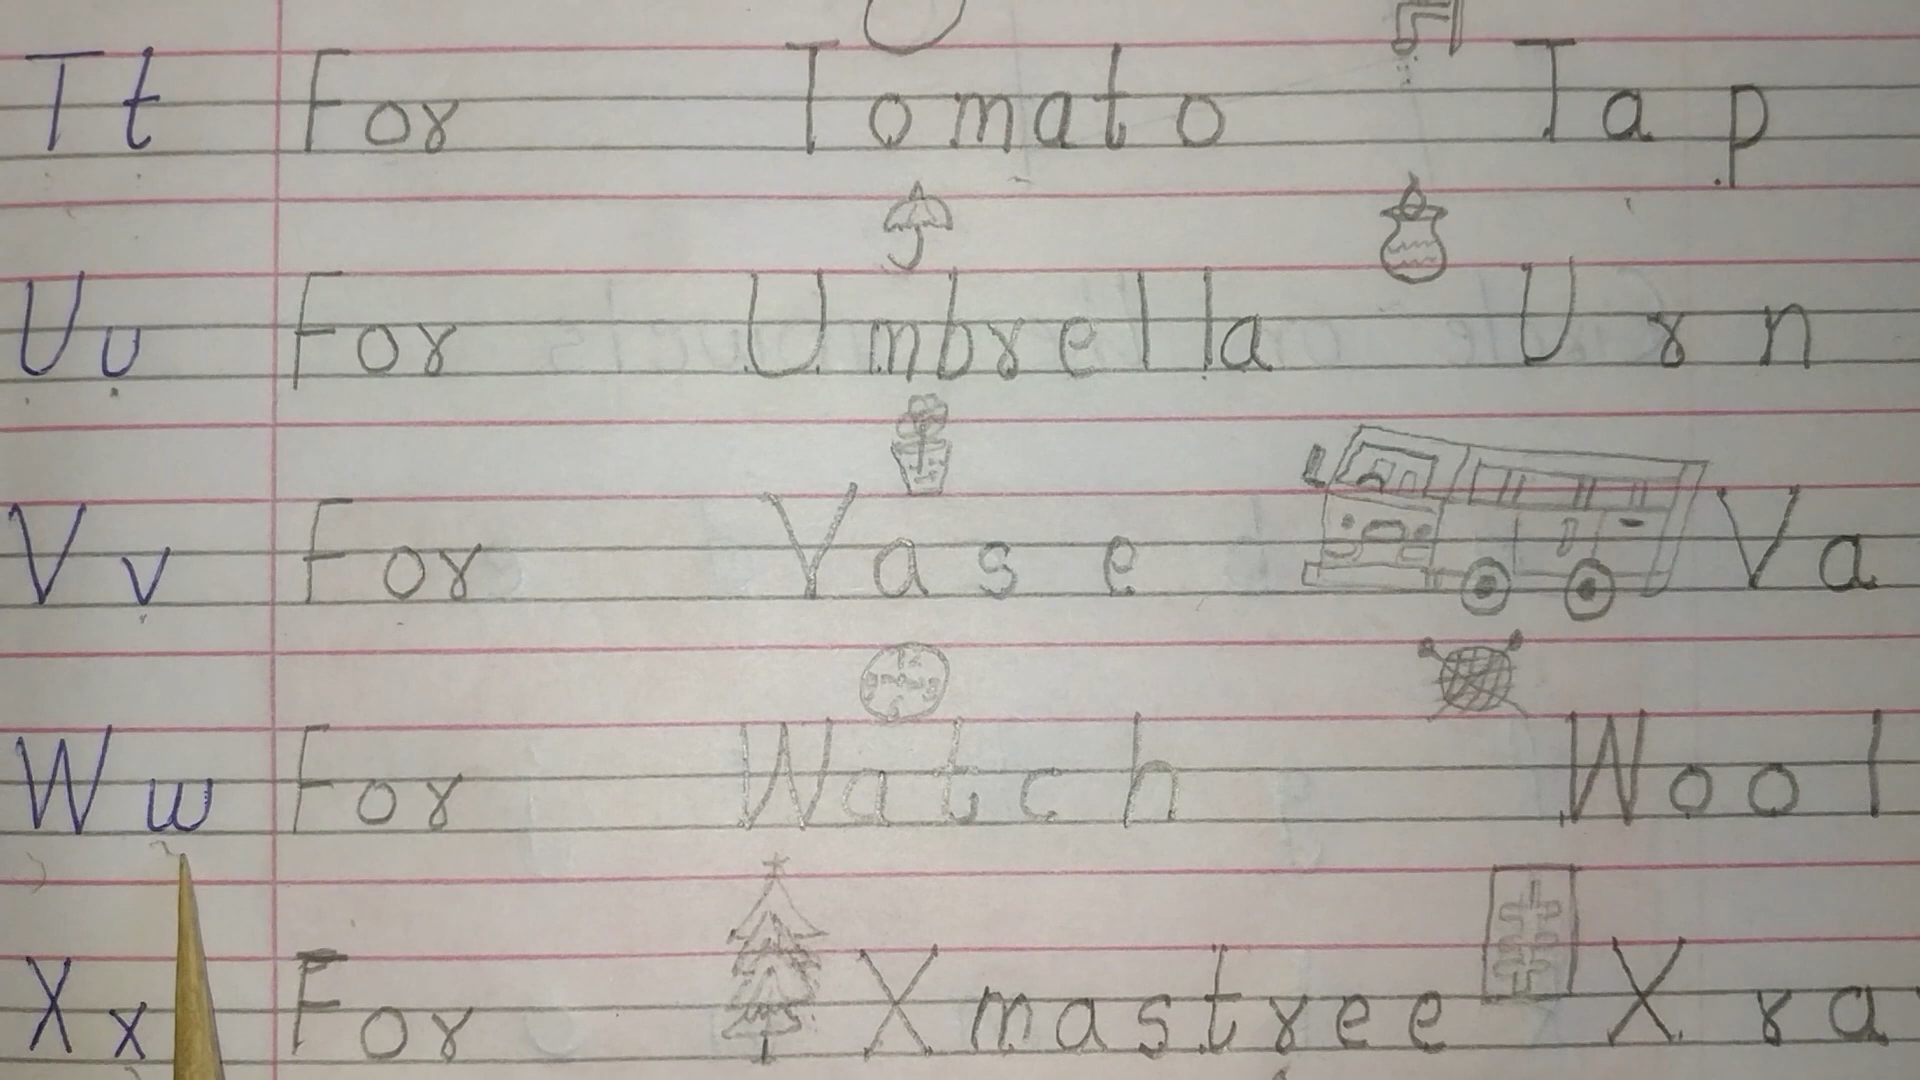 Tt For Tomato Tap
Uu For Umbrella Urn
Vv For Vase Va
Ww For Watch Wool
Xx For Xmastree Xra